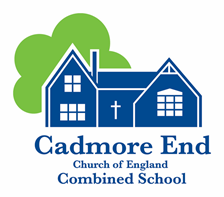 Cadmore End
Church of England
Combined School